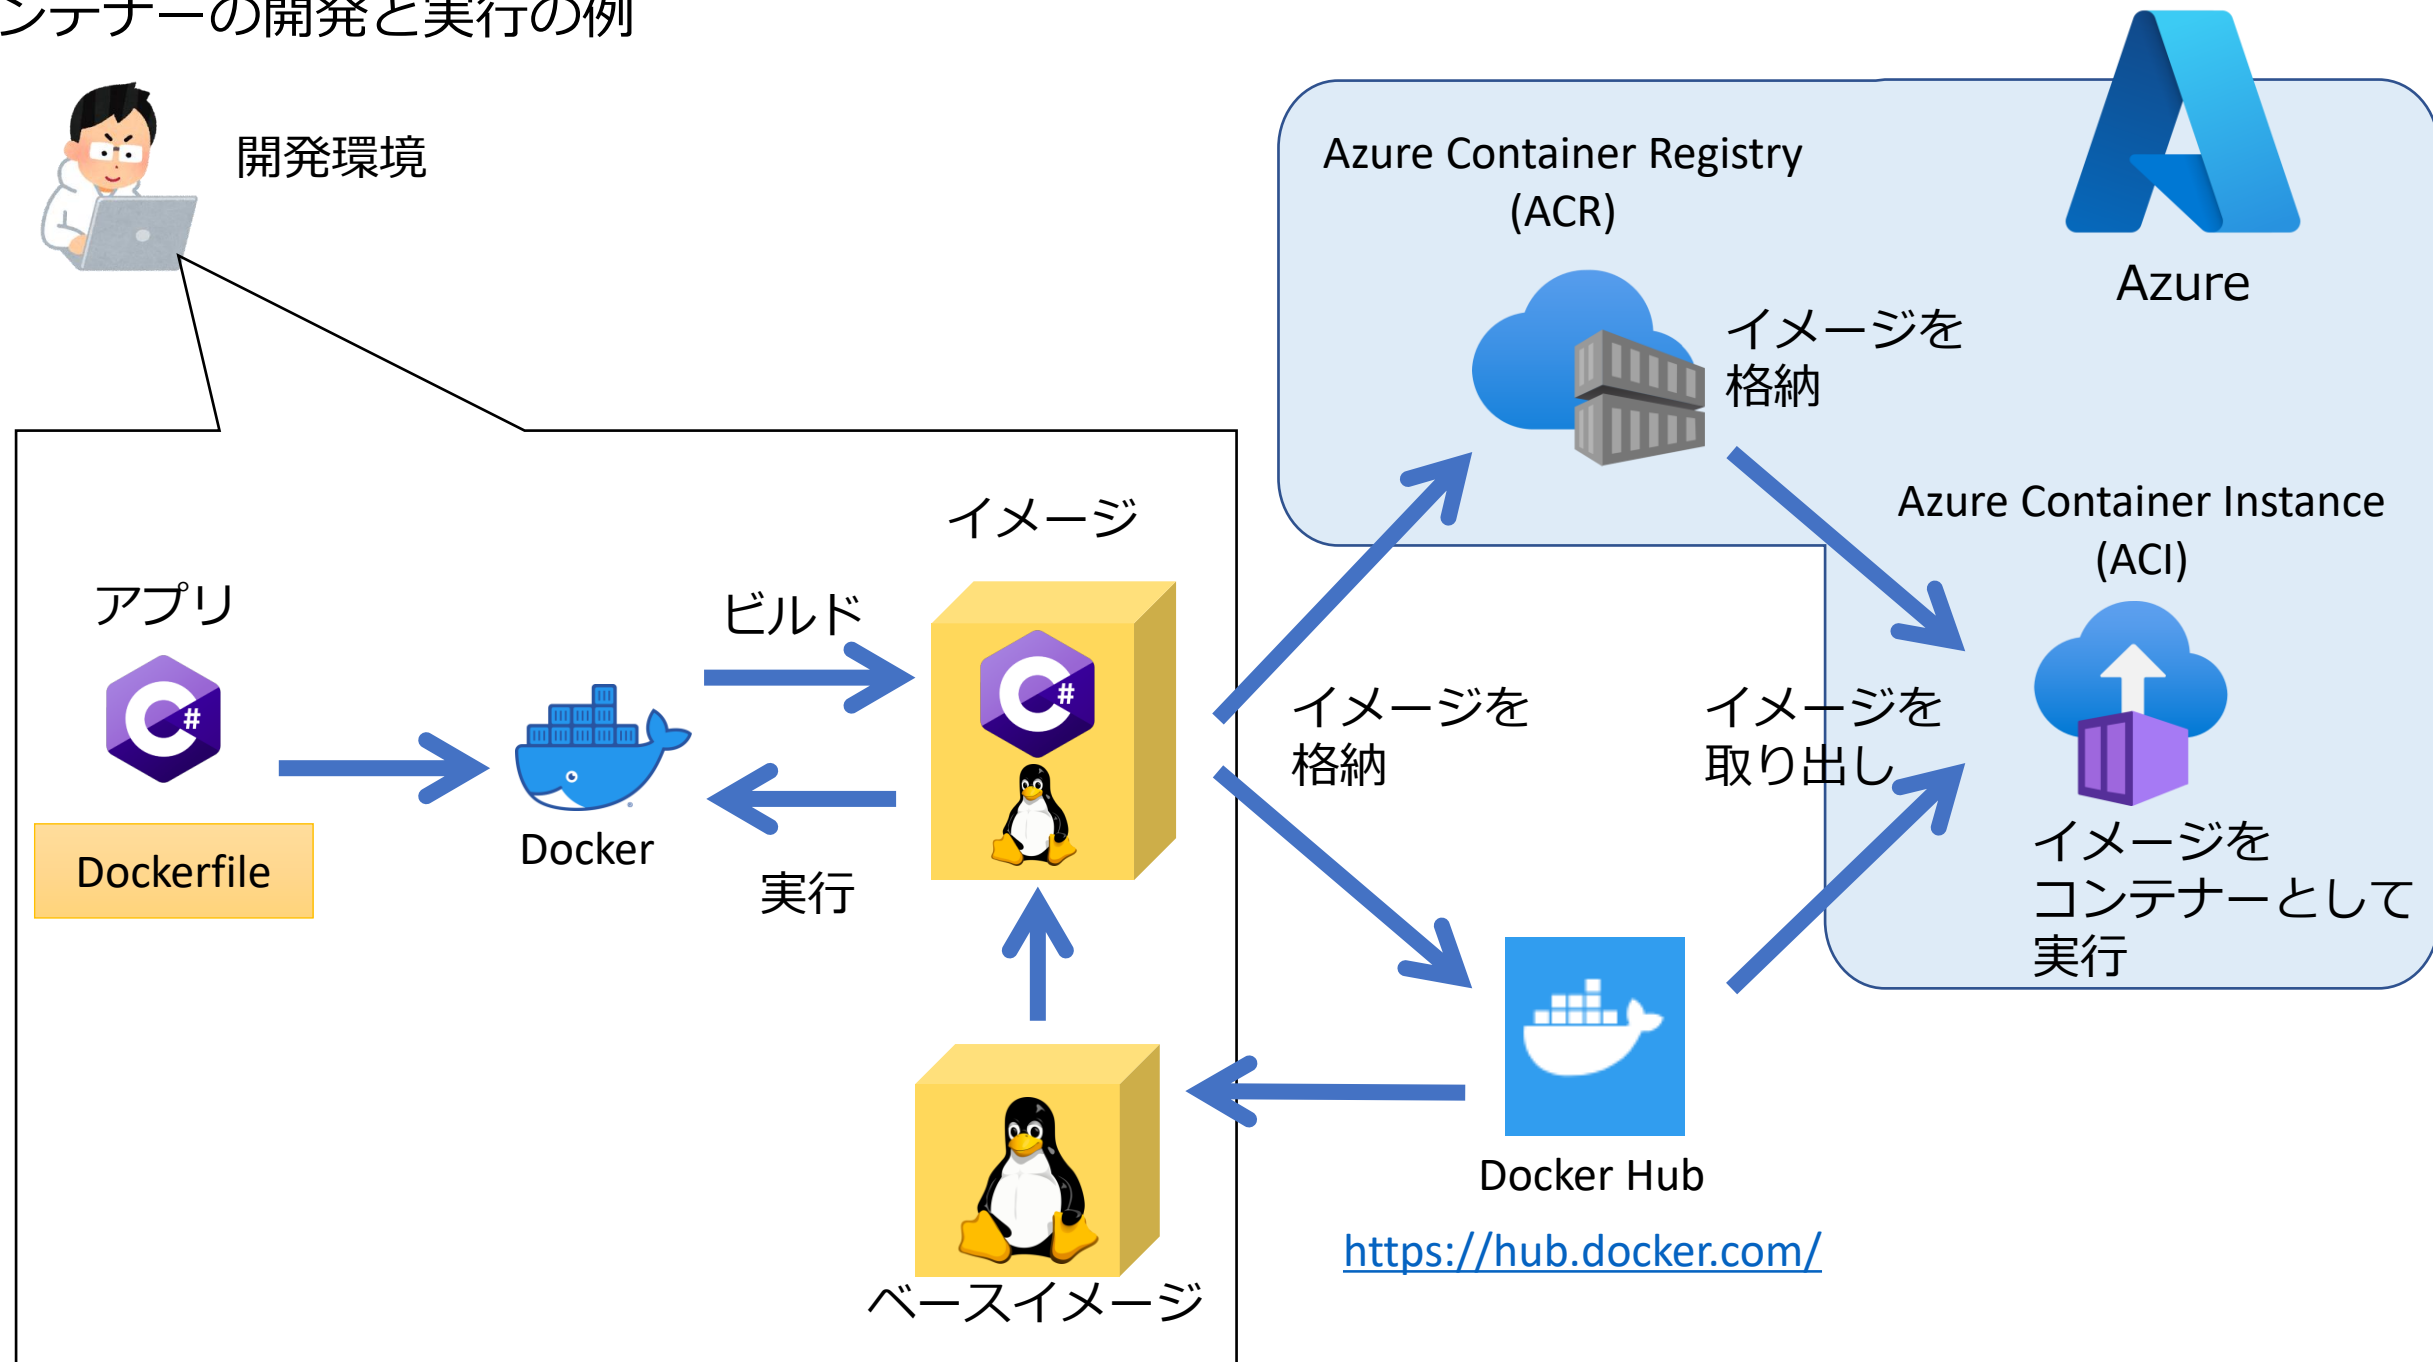 ンテナーの開発と実行の例
開発環境
Azure Container Registry
(ACR)
Azure
イメージを
格納
Azure Container Instance
(ACI)
イメージ
アプリ
ビルド
イメージを
格納
イメージを
取り出し
Docker
Dockerfile
実行
イメージを
コンテナーとして
実行
Docker Hub
https://hub.docker.com/
ベースイメージ